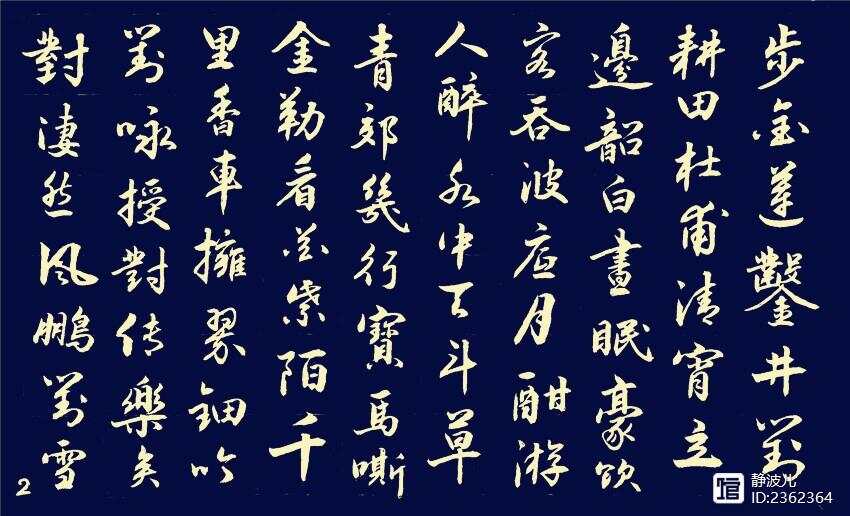 步金蓮鑿井對
耕田杜甫清宵立
邊韶白晝眠豪飲
客吞波底月酣游
人醉水中天斗草
青郊幾行寶馬嘶
金勒看花紫陌千
里香車擁翠鈿吟
對咏授對传樂矣
對淒然風鵬對雪
2
静波儿
ID:2362364